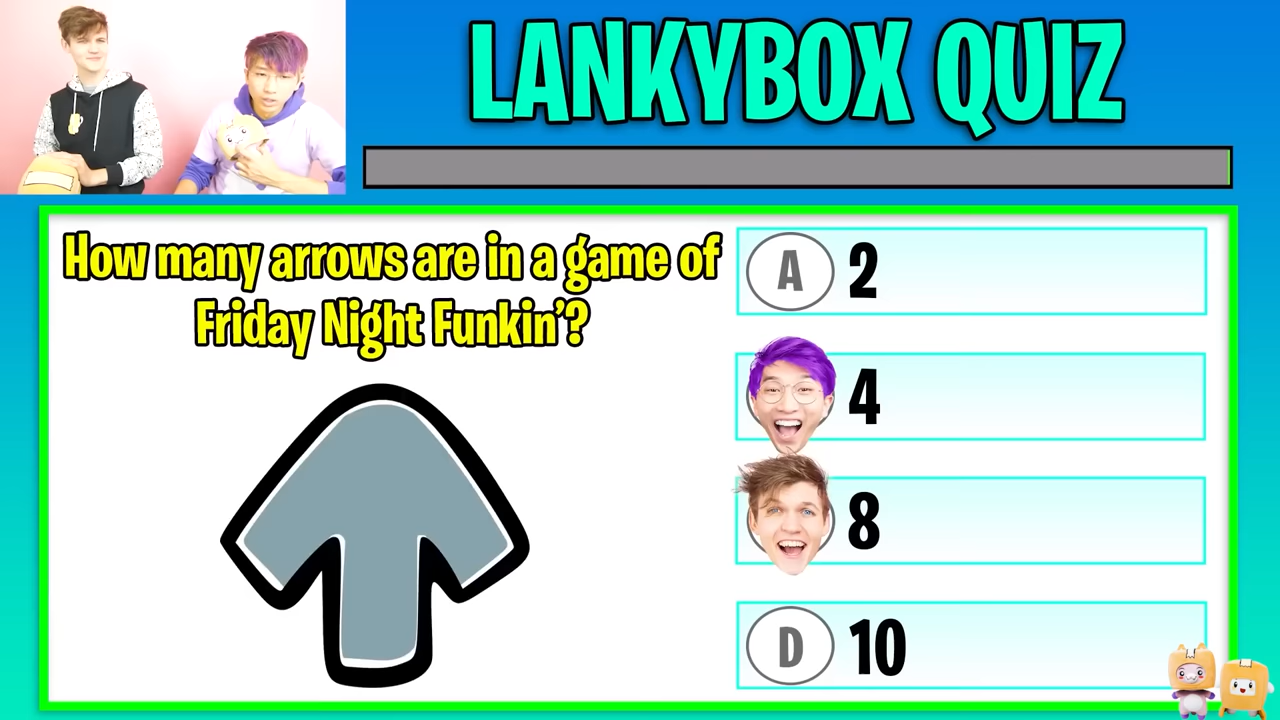 LANKYBOX QUIZ
How many arrows are in a game of
Friday Night Funkin'?
A 2
4
8
D 10